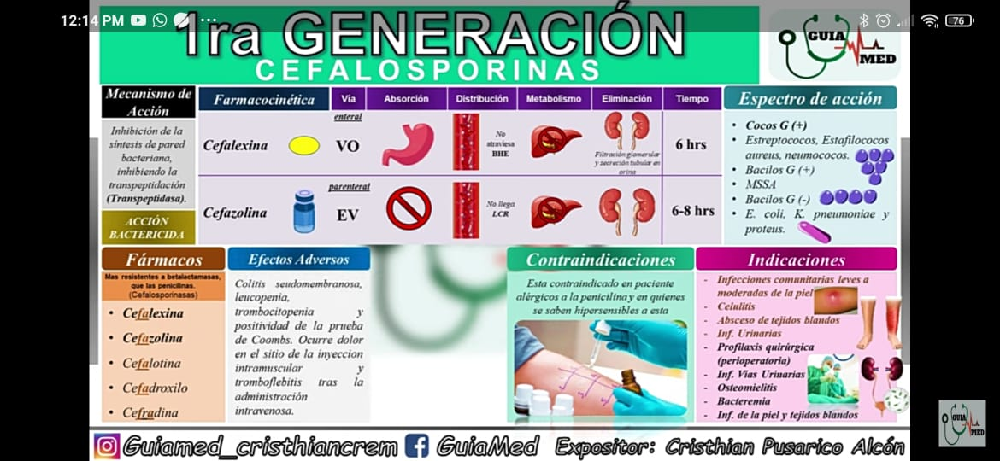 12:14 PM
76
1ra GENERACIÓN
CEFALOSPORINAS
GUIA
MED
Mecanismo de
Acción
Inhibición de la
síntesis de pared
bacteriana,
inhibiendo la
transpeptidación
(Transpeptidasa).
ACCIÓN
BACTERICIDA
Farmacocinética
Vía
Absorción
Distribución
Metabolismo
Eliminación
Tiempo
Cefalexina
enteral
VO
No
atraviesa
BHE
Filtración glomerular
y secreción tubular en
orina
6 hrs
Cefazolina
parenteral
EV
No llega
LCR
6-8 hrs
Espectro de acción
• Cocos G (+)
• Estreptococos, Estafilococos
aureus, neumococos.
• Bacilos G (+)
• MSSA
• Bacilos G (-)
• E. coli, K. pneumoniae y
proteus.
Fármacos
Mas resistentes a betalactamasas,
que las penicilinas.
(Cefalosporinasas)
• Cefalexina
• Cefazolina
• Cefalotina
• Cefadroxilo
• Cefradina
Efectos Adversos
Colitis seudomembranosa,
leucopenia,
trombocitopenia y
positividad de la prueba
de Coombs. Ocurre dolor
en el sitio de la inyeccion
intramuscular y
tromboflebitis tras la
administración
intravenosa.
Contraindicaciones
Esta contraindicado en paciente
alérgicos a la penicilina y en quienes
se saben hipersensibles a esta
Indicaciones
- Infecciones comunitarias leves a
moderadas de la piel
- Celulitis
- Absceso de tejidos blandos
- Inf. Urinarias
- Profilaxis quirúrgica
(perioperatoria)
- Inf. Vias Urinarias
- Osteomielitis
- Bacteremia
- Inf. de la piel y tejidos blandos
Guiamed_cristhiancrem GuiaMed Expositor: Cristhian Pusarico Alcón
GUIA
MED